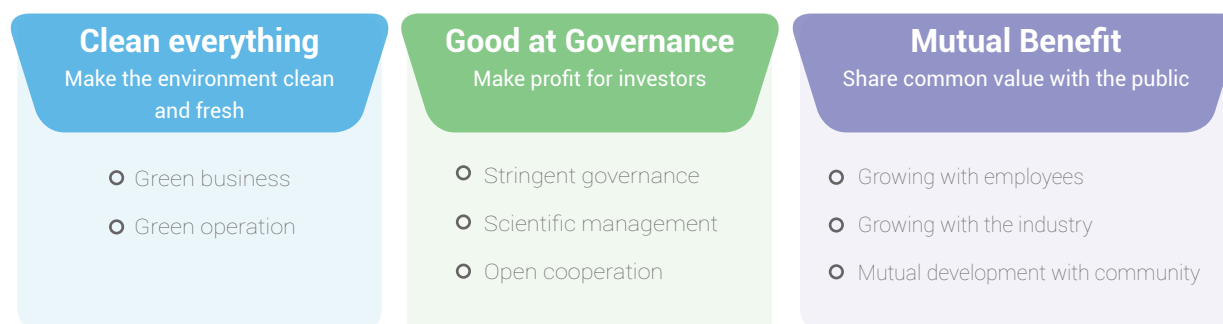 Clean everything
Make the environment clean
and fresh
Green business
Green operation
Good at Governance
Make profit for investors
Stringent governance
Scientific management
Open cooperation
Mutual Benefit
Share common value with the public
Growing with employees
Growing with the industry
Mutual development with community